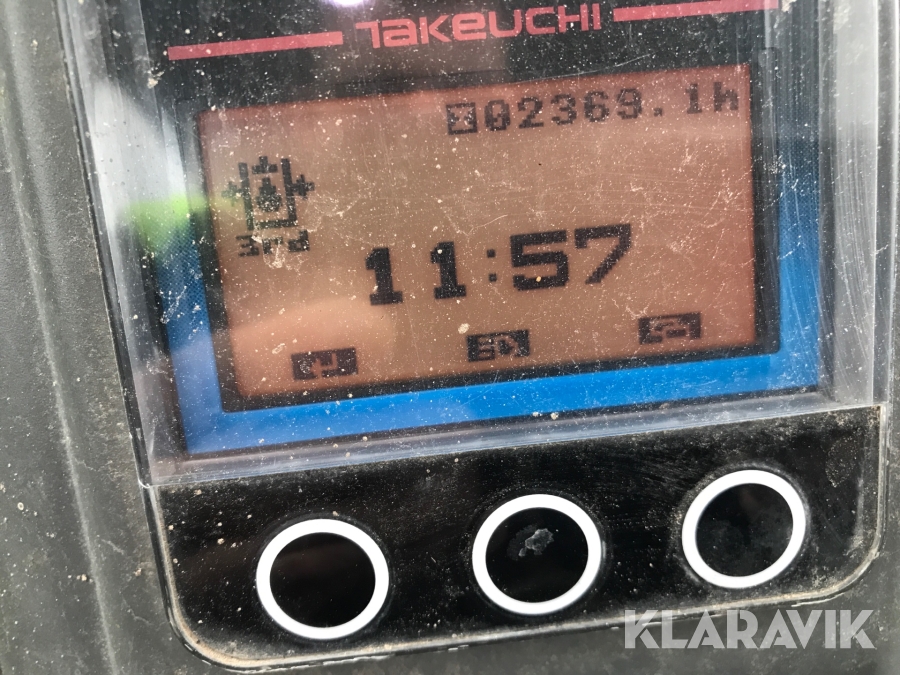 TAKEUCHI
02369.1h
11:57
KLARAVIK